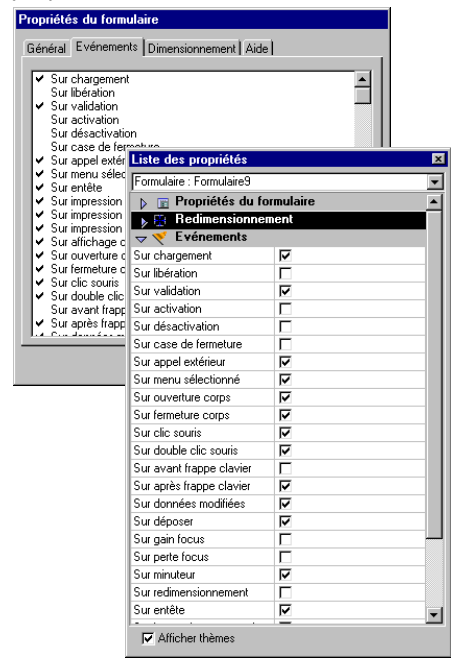 Propriétés du formulaire
Général Evénements Dimensionnement Aide
Sur chargement
Sur libération
Sur validation
Sur activation
Sur désactivation
Sur case de fermeture
Sur appel extér
Sur menu sélec
Sur entête
Sur impression
Sur impression
Sur impression
Sur affichage c
Sur ouverture c
Sur fermeture c
Sur clic souris
Sur double clic
Sur avant frapp
Sur après frapp
Liste des propriétés
Formulaire : Formulaire9
Propriétés du formulaire
Redimensionnement
Evénements
Sur chargement
Sur libération
Sur validation
Sur activation
Sur désactivation
Sur case de fermeture
Sur appel extérieur
Sur menu sélectionné
Sur ouverture corps
Sur fermeture corps
Sur clic souris
Sur double clic souris
Sur avant frappe clavier
Sur après frappe clavier
Sur données modifiées
Sur déposer
Sur gain focus
Sur perte focus
Sur minuteur
Sur redimensionnement
Sur entête
Afficher thèmes